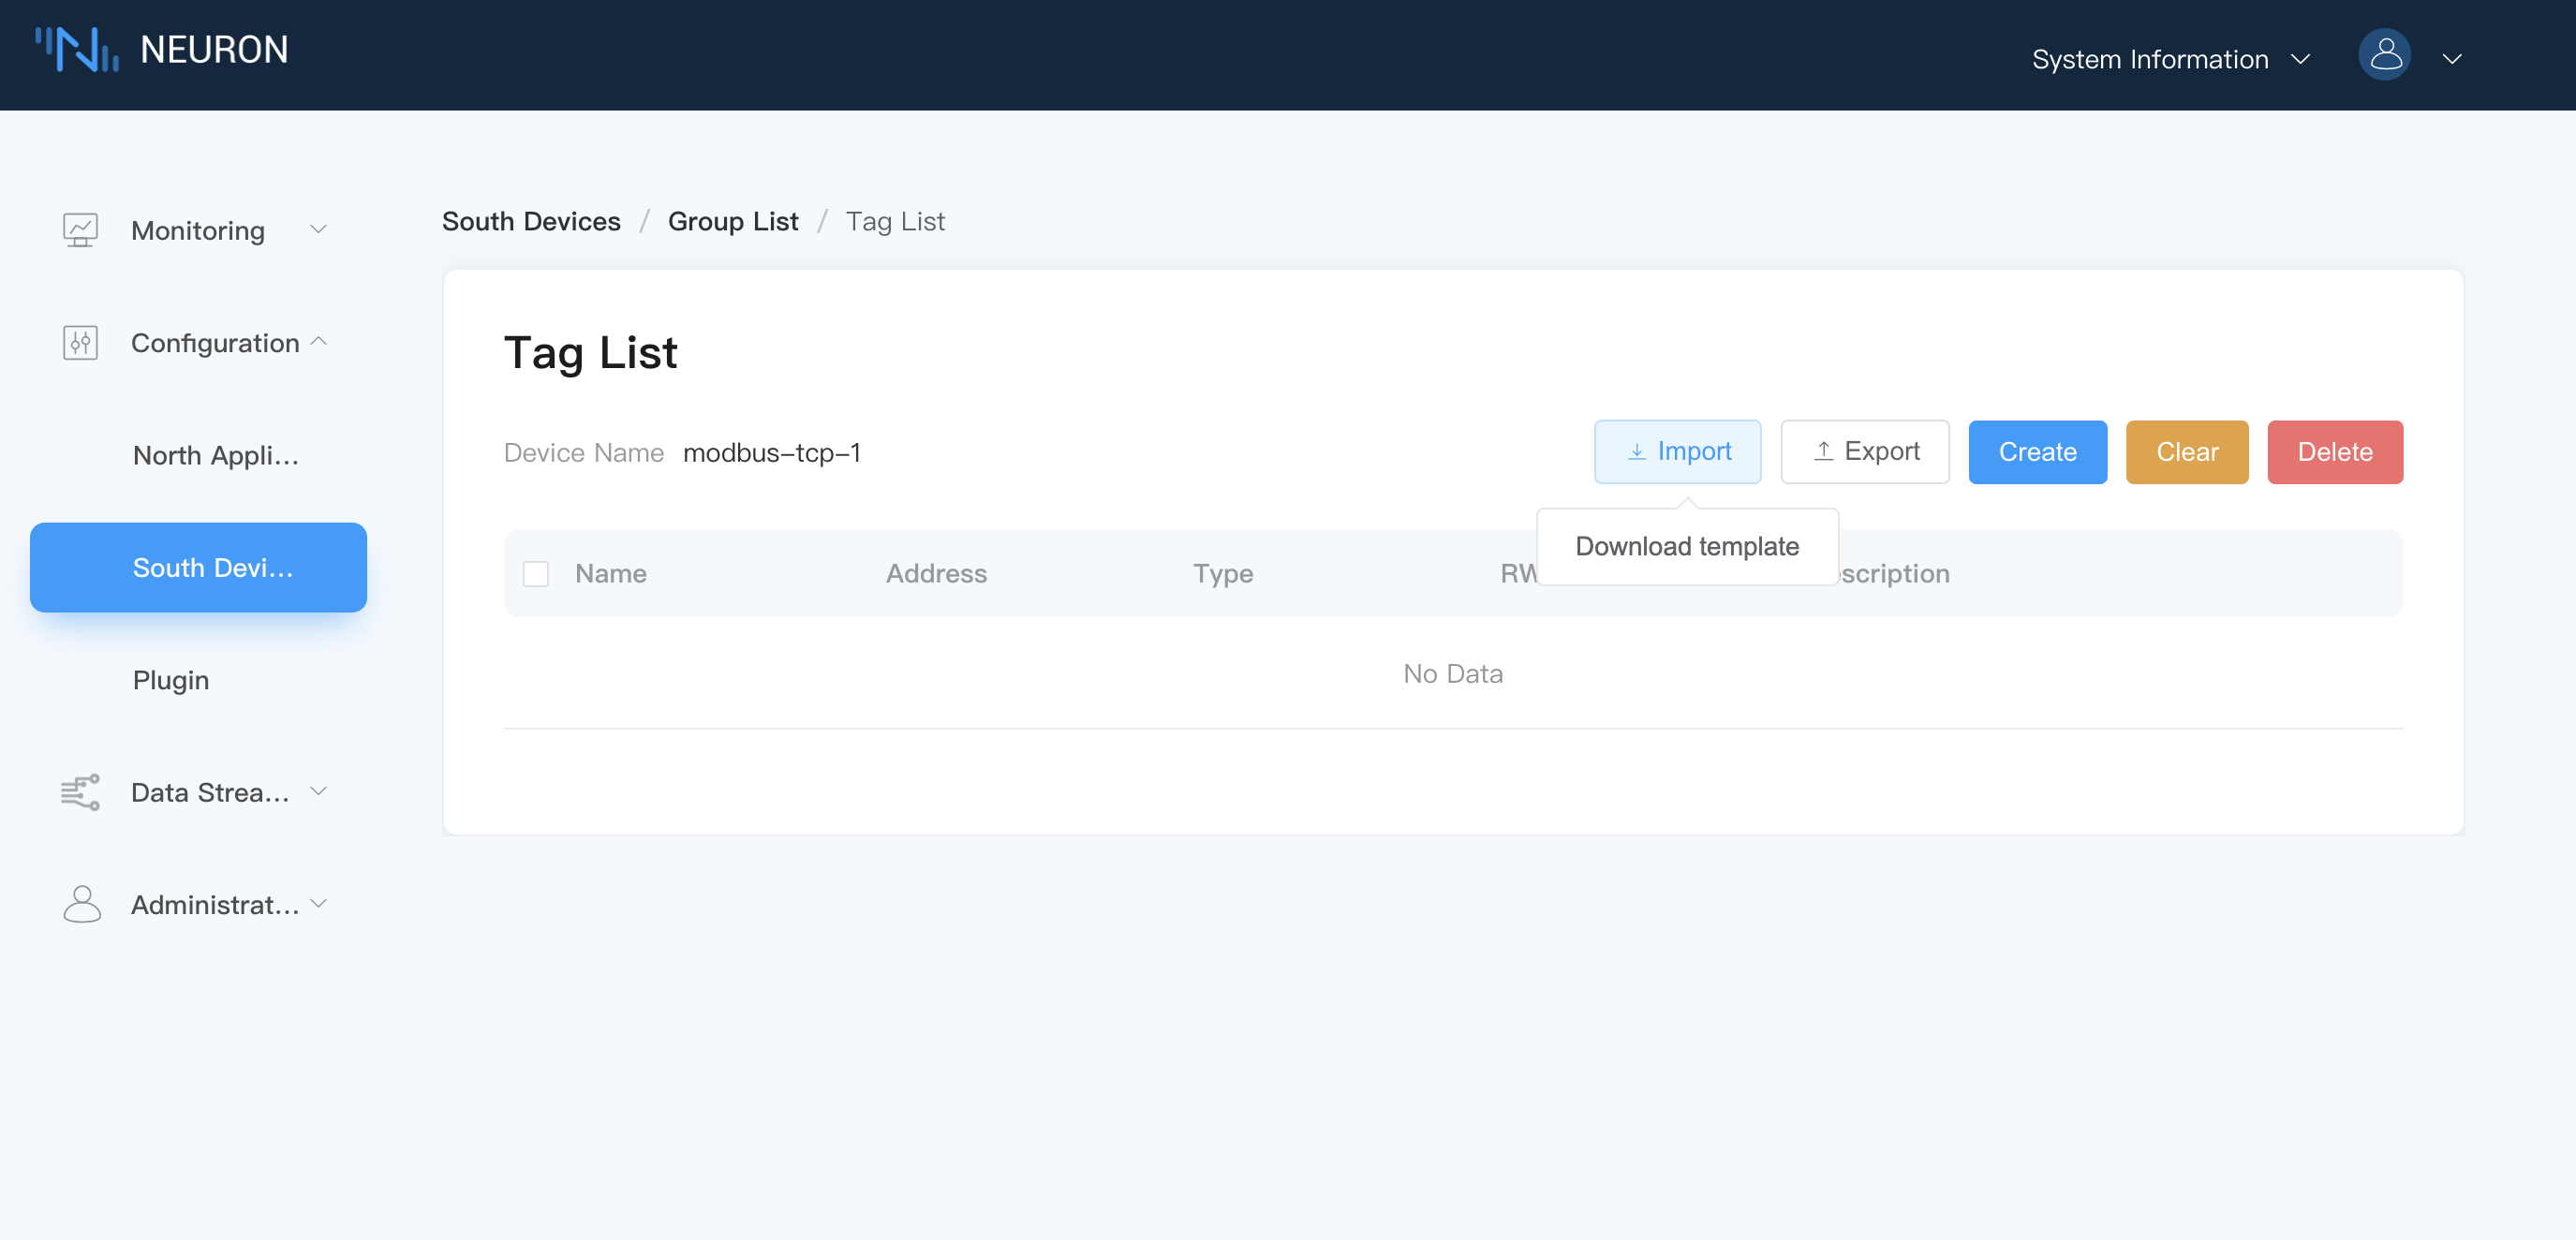 NEURON
System Information
Monitoring
Configuration
North Appli...
South Devi...
Plugin
Data Strea...
Administrat...
South Devices / Group List / Tag List
Tag List
Device Name modbus-tcp-1
Import Export Create Clear Delete
Download template
Name Address Type RW scription
No Data